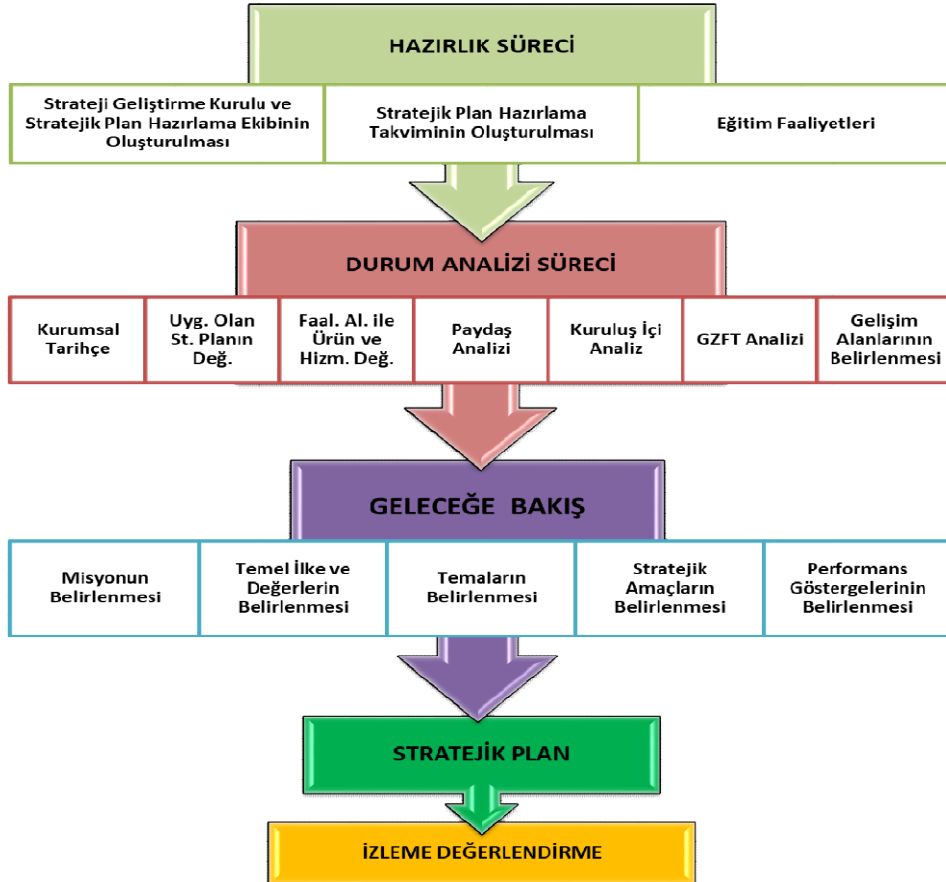 HAZIRLIK SÜRECİ
Strateji Geliştirme Kurulu ve
Stratejik Plan Hazırlama Ekibinin
Oluşturulması
Stratejik Plan Hazırlama
Takviminin Oluşturulması
Eğitim Faaliyetleri
DURUM ANALİZİ SÜRECİ
Kurumsal
Tarihçe
Uyg. Olan
St. Planın
Değ.
Faal. Al. ile
Ürün ve
Hizm. Değ.
Paydaş
Analizi
Kuruluş İçi
Analiz
GZFT Analizi
Gelişim
Alanlarının
Belirlenmesi
GELECEĞE BAKIŞ
Misyonun
Belirlenmesi
Temel İlke ve
Değerlerin
Belirlenmesi
Temaların
Belirlenmesi
Stratejik
Amaçların
Belirlenmesi
Performans
Göstergelerinin
Belirlenmesi
STRATEJİK PLAN
İZLEME DEĞERLENDİRME